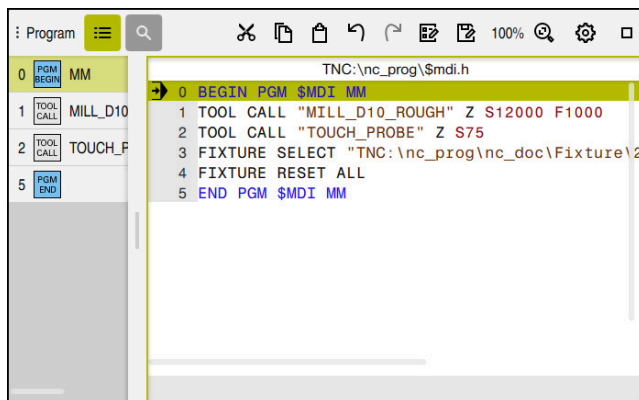 Program
100%
0 PGM BEGIN MM
1 TOOL CALL MILL_D10
2 TOOL CALL TOUCH_P
5 PGM END
TNC:\nc_prog\$mdi.h
0 BEGIN PGM $MDI MM
1 TOOL CALL "MILL_D10_ROUGH" Z S12000 F1000
2 TOOL CALL "TOUCH_PROBE" Z S75
3 FIXTURE SELECT "TNC:\nc_prog\nc_doc\Fixture\2
4 FIXTURE RESET ALL
5 END PGM $MDI MM